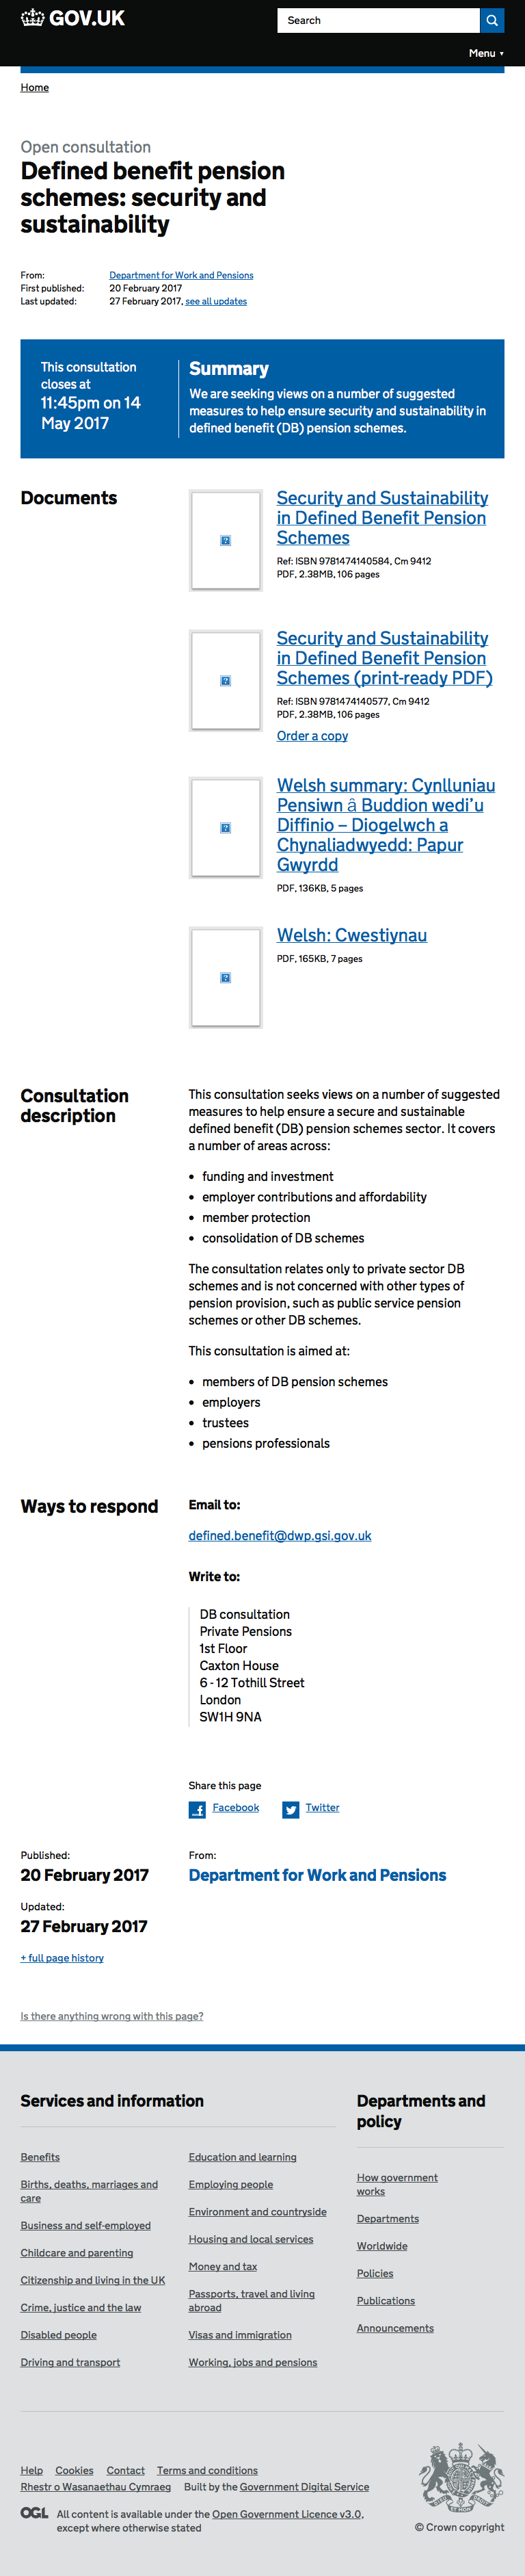 GOV.UK
Search
Menu ▼
Home
Open consultation
Defined benefit pension
schemes: security and
sustainability
From:
Department for Work and Pensions
First published:
20 February 2017
Last updated:
27 February 2017, see all updates
This consultation
closes at
11:45pm on 14
May 2017
Summary
We are seeking views on a number of suggested
measures to help ensure security and sustainability in
defined benefit (DB) pension schemes.
Documents
Security and Sustainability
in Defined Benefit Pension
Schemes
Ref: ISBN 9781474140584, Cm 9412
PDF, 2.38MB, 106 pages
Security and Sustainability
in Defined Benefit Pension
Schemes (print-ready PDF)
Ref: ISBN 9781474140577, Cm 9412
PDF, 2.38MB, 106 pages
Order a copy
Welsh summary: Cynlluniau
Pensiwn â Buddion wedi’u
Diffinio – Diogelwch a
Chynaliadwyedd: Papur
Gwyrdd
PDF, 136KB, 5 pages
Welsh: Cwestiynau
PDF, 165KB, 7 pages
Consultation
description
This consultation seeks views on a number of suggested
measures to help ensure a secure and sustainable
defined benefit (DB) pension schemes sector. It covers
a number of areas across:
• funding and investment
• employer contributions and affordability
• member protection
• consolidation of DB schemes
The consultation relates only to private sector DB
schemes and is not concerned with other types of
pension provision, such as public service pension
schemes or other DB schemes.
This consultation is aimed at:
• members of DB pension schemes
• employers
• trustees
• pensions professionals
Ways to respond
Email to:
defined.benefit@dwp.gsi.gov.uk
Write to:
DB consultation
Private Pensions
1st Floor
Caxton House
6 - 12 Tothill Street
London
SW1H 9NA
Share this page
Facebook
Twitter
Published:
20 February 2017
From:
Department for Work and Pensions
Updated:
27 February 2017
+ full page history
Is there anything wrong with this page?
Services and information
Benefits
Births, deaths, marriages and
care
Business and self-employed
Childcare and parenting
Citizenship and living in the UK
Crime, justice and the law
Disabled people
Driving and transport
Education and learning
Employing people
Environment and countryside
Housing and local services
Money and tax
Passports, travel and living
abroad
Visas and immigration
Working, jobs and pensions
Departments and
policy
How government
works
Departments
Worldwide
Policies
Publications
Announcements
Help
Cookies
Contact
Terms and conditions
Rhestr o Wasanaethau Cymraeg
Built by the Government Digital Service
OGL
All content is available under the Open Government Licence v3.0,
except where otherwise stated
© Crown copyright